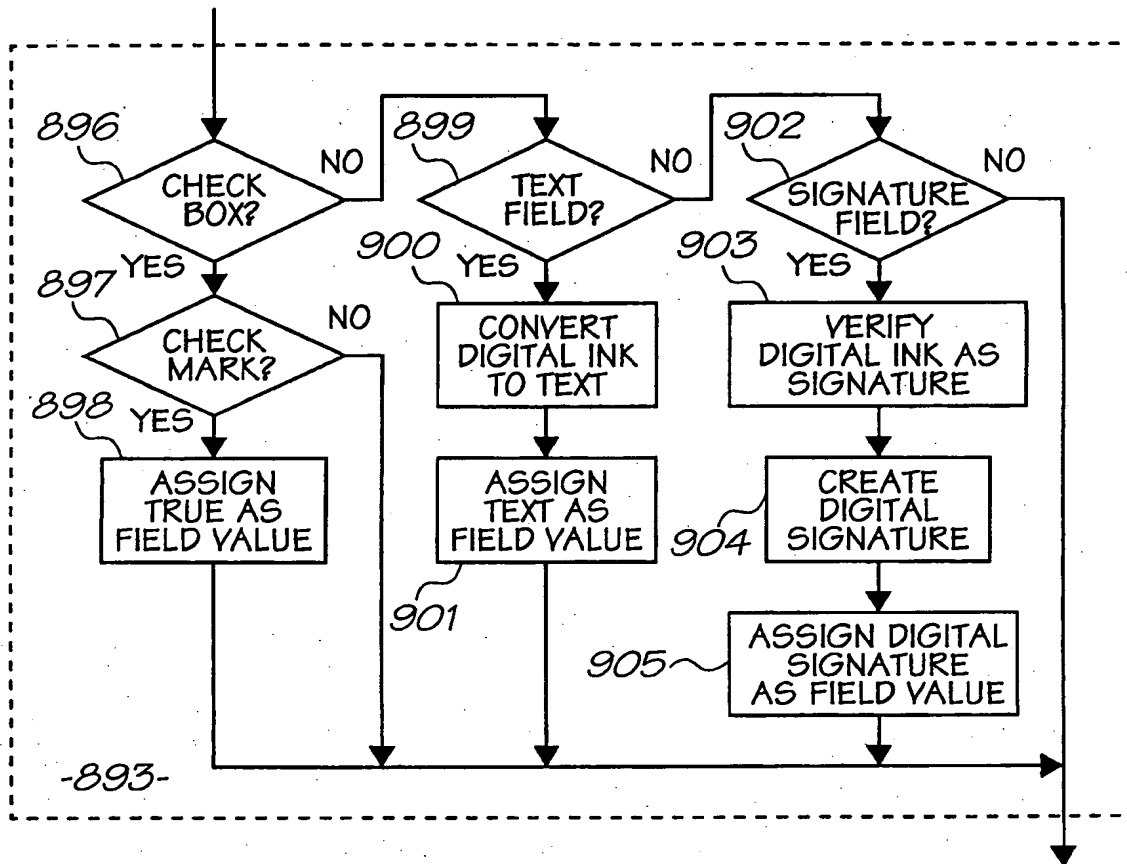 896
CHECK
BOX?
NO
YES
897
CHECK
MARK?
NO
YES
898
ASSIGN
TRUE AS
FIELD VALUE
899
TEXT
FIELD?
NO
YES
900
CONVERT
DIGITAL INK
TO TEXT
ASSIGN
TEXT AS
FIELD VALUE
901
902
SIGNATURE
FIELD?
NO
YES
903
VERIFY
DIGITAL INK AS
SIGNATURE
CREATE
DIGITAL
SIGNATURE
904
ASSIGN DIGITAL
SIGNATURE
AS FIELD VALUE
905
-893-